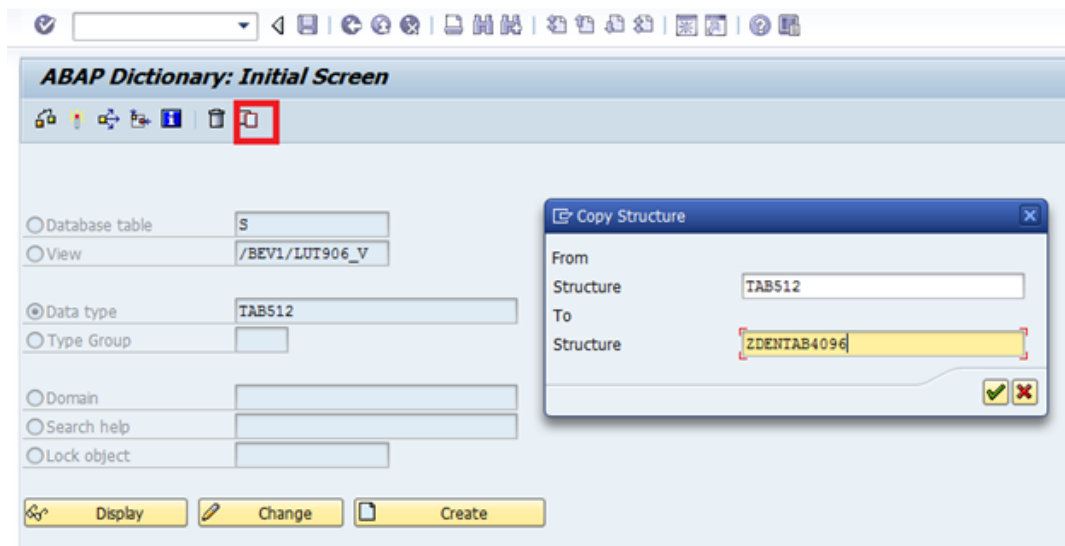 ABAP Dictionary: Initial Screen
Database table S
View /BEV1/LUT906_V
Data type TAB512
Type Group
Domain
Search help
Lock object
Display Change Create
Copy Structure
From
Structure TAB512
To
Structure ZDENTAB4096